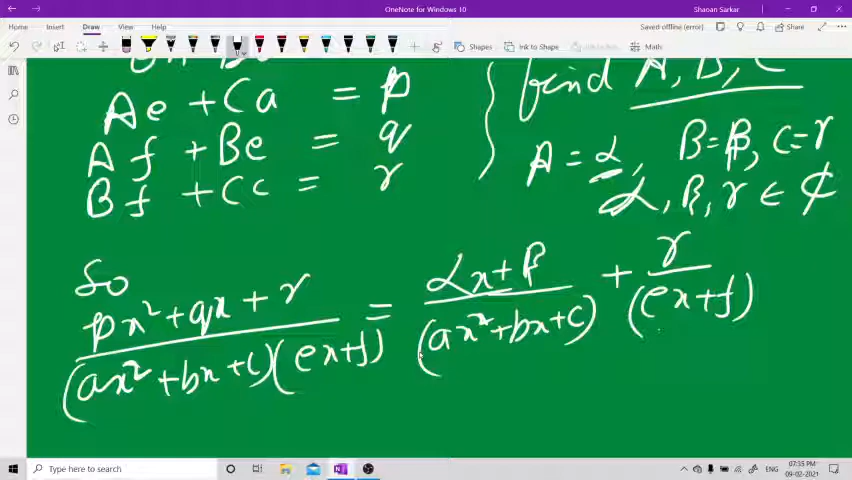 OneNote for Windows 10
Shaoan Sarkar
Home Insert Draw View Help
Saved offline (error)
Share
Shapes
Ink to Shape
Math
find A, B, C
Ae + Ca = p
Af + Be = q
Bf + Cc = r
A = α, B = β, C = γ
α, β, γ ∈ ₵
So
px² + qx + r / (ax² + bx + c)(ex + f) = αx + β / (ax² + bx + c) + γ / (ex + f)
Type here to search
ENG
07:35 PM
09-02-2021